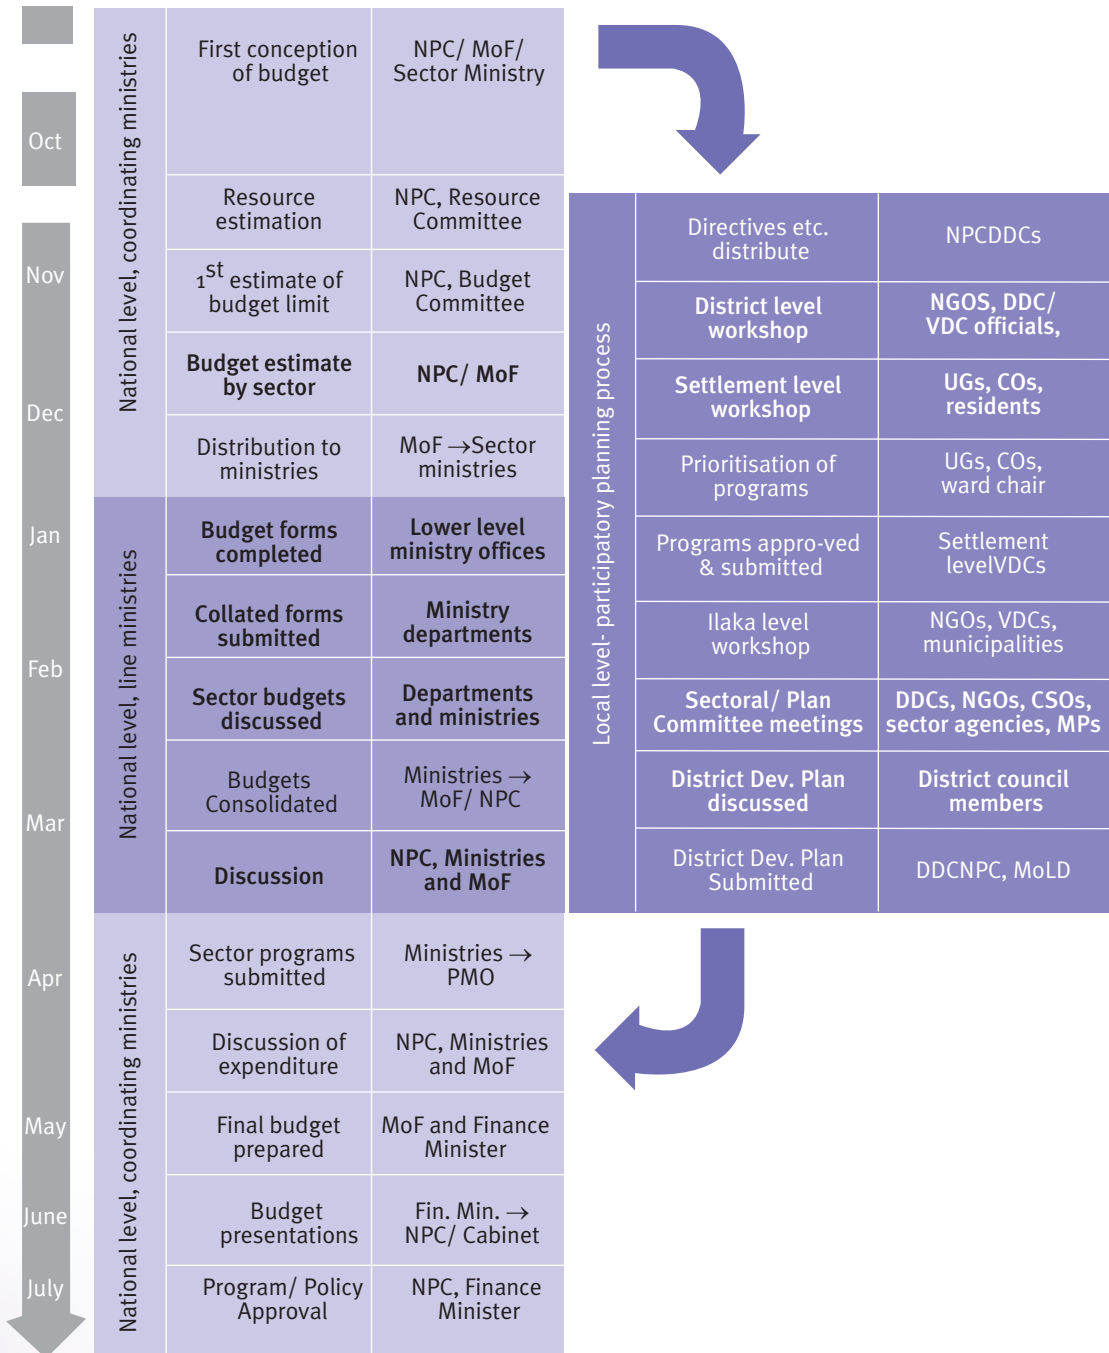 Oct
Nov
Dec
Jan
Feb
Mar
Apr
May
June
July
National level, coordinating ministries
First conception
of budget
NPC/ MoF/
Sector Ministry
Resource
estimation
NPC, Resource
Committee
1st estimate of
budget limit
NPC, Budget
Committee
Budget estimate
by sector
NPC/ MoF
Distribution to
ministries
MoF →Sector
ministries
National level, line ministries
Budget forms
completed
Lower level
ministry offices
Collated forms
submitted
Ministry
departments
Sector budgets
discussed
Departments
and ministries
Budgets
Consolidated
Ministries →
MoF/ NPC
Discussion
NPC, Ministries
and MoF
National level, coordinating ministries
Sector programs
submitted
Ministries →
PMO
Discussion of
expenditure
NPC, Ministries
and MoF
Final budget
prepared
MoF and Finance
Minister
Budget
presentations
Fin. Min. →
NPC/ Cabinet
Program/ Policy
Approval
NPC, Finance
Minister
Local level- participatory planning process
Directives etc.
distribute
NPCDDCs
District level
workshop
NGOS, DDC/
VDC officials,
Settlement level
workshop
UGs, COs,
residents
Prioritisation of
programs
UGs, COs,
ward chair
Programs appro-ved
& submitted
Settlement
levelVDCs
Ilaka level
workshop
NGOs, VDCs,
municipalities
Sectoral/ Plan
Committee meetings
DDCs, NGOs, CSOs,
sector agencies, MPs
District Dev. Plan
discussed
District council
members
District Dev. Plan
Submitted
DDCNPC, MoLD